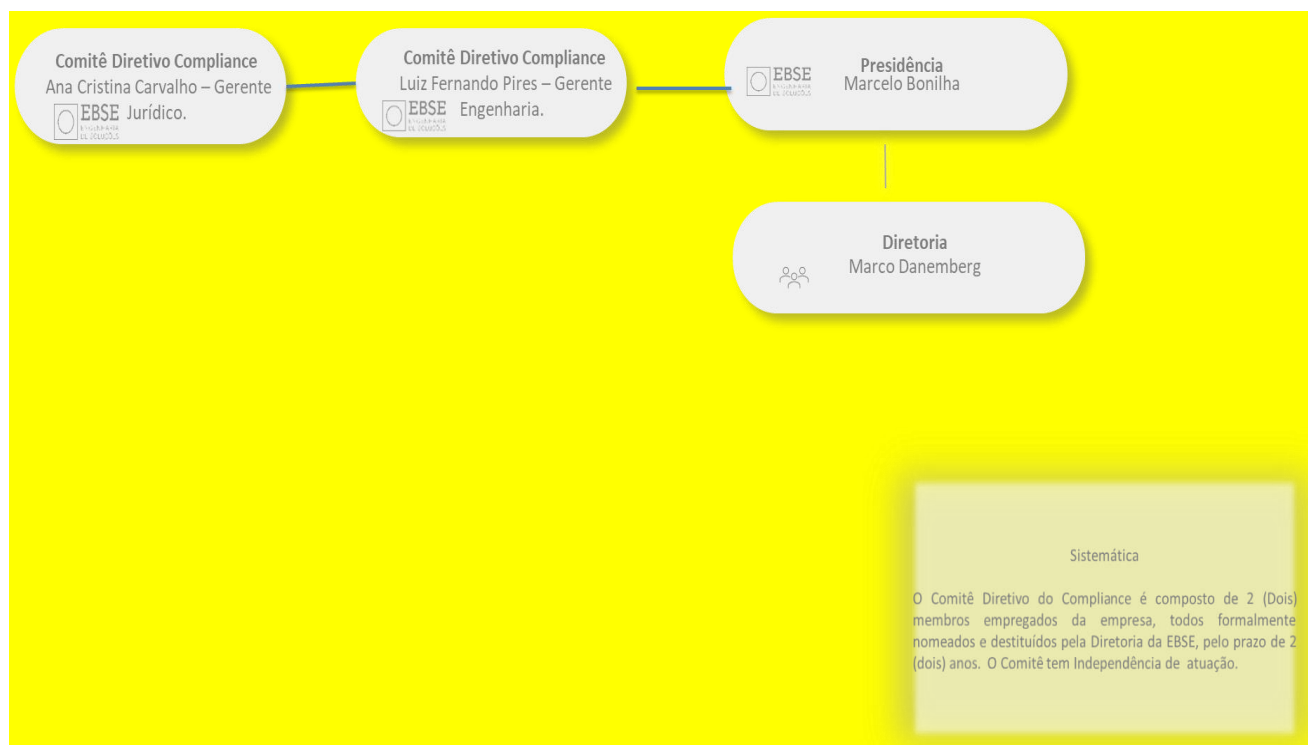 Comitê Diretivo Compliance
Ana Cristina Carvalho – Gerente
EBSE Jurídico.
Comitê Diretivo Compliance
Luiz Fernando Pires – Gerente
EBSE Engenharia.
EBSE
Presidência
Marcelo Bonilha
Diretoria
Marco Danemberg
Sistemática
O Comitê Diretivo do Compliance é composto de 2 (Dois)
membros empregados da empresa, todos formalmente
nomeados e destituídos pela Diretoria da EBSE, pelo prazo de 2
(dois) anos. O Comitê tem Independência de atuação.